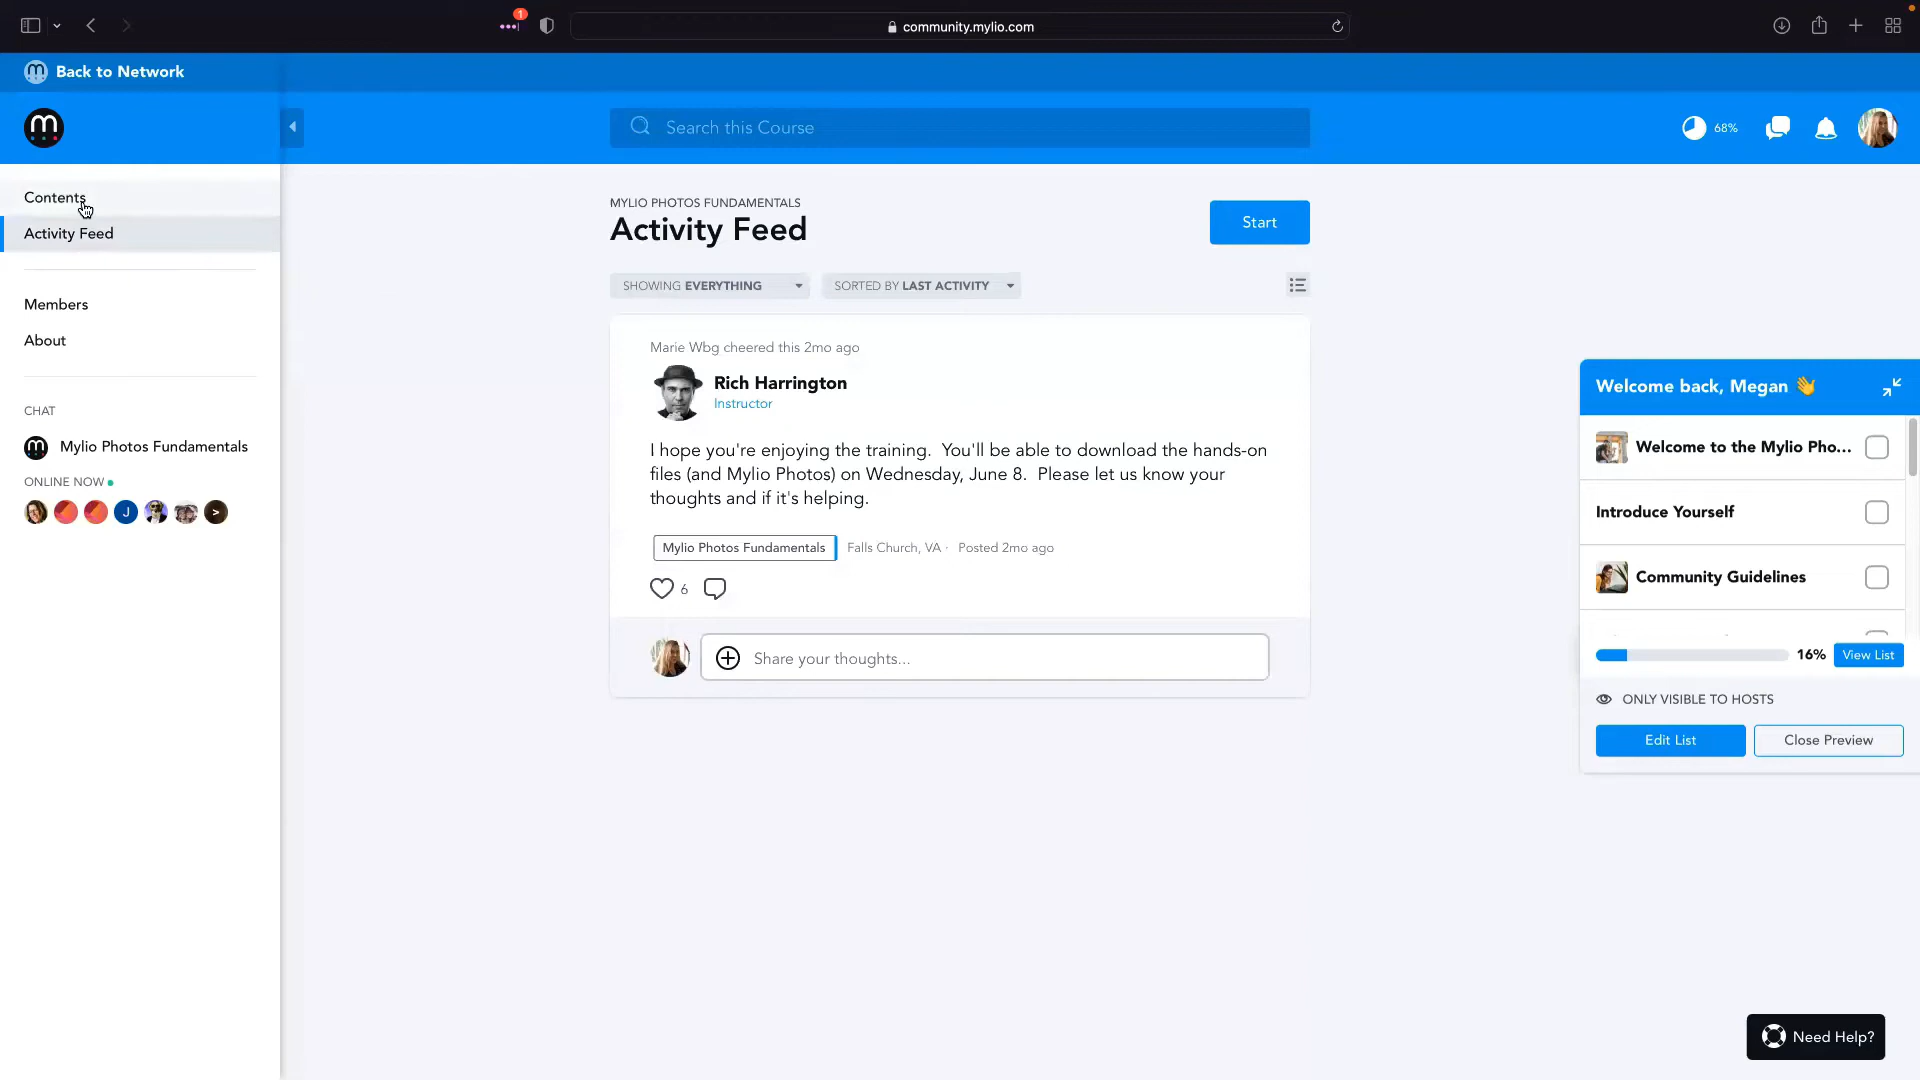 1
community.mylio.com
Back to Network
Search this Course
68%
Contents
Activity Feed
Members
About
CHAT
Mylio Photos Fundamentals
ONLINE NOW
J
>
MYLIO PHOTOS FUNDAMENTALS
Activity Feed
Start
SHOWING EVERYTHING
SORTED BY LAST ACTIVITY
Marie Wbg cheered this 2mo ago
Rich Harrington
Instructor
I hope you're enjoying the training. You'll be able to download the hands-on
files (and Mylio Photos) on Wednesday, June 8. Please let us know your
thoughts and if it's helping.
Mylio Photos Fundamentals Falls Church, VA · Posted 2mo ago
6
Share your thoughts...
Welcome back, Megan 👋
Welcome to the Mylio Pho...
Introduce Yourself
Community Guidelines
16% View List
ONLY VISIBLE TO HOSTS
Edit List Close Preview
Need Help?